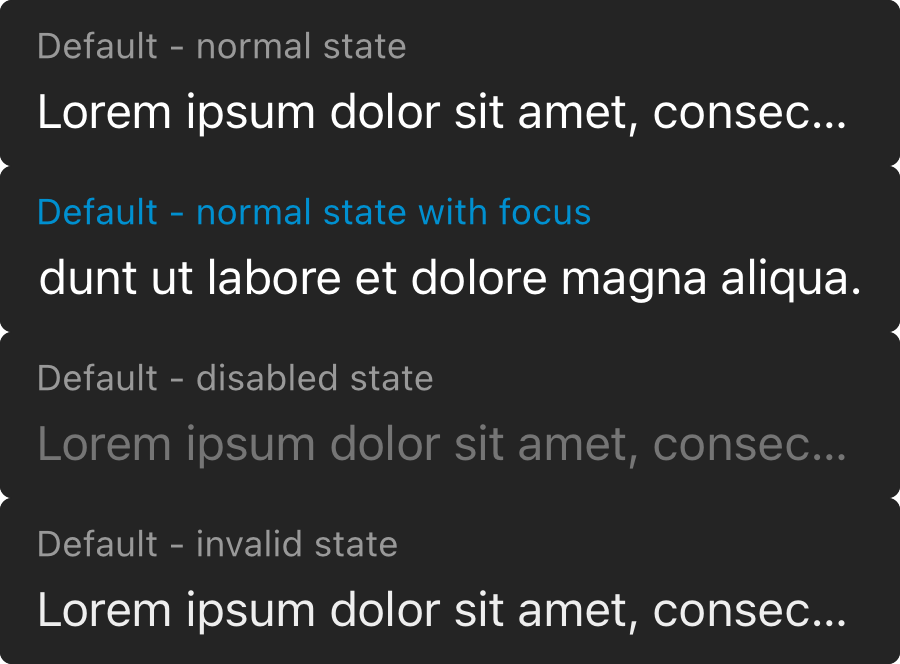 Default - normal state
Lorem ipsum dolor sit amet, consec...
Default - normal state with focus
dunt ut labore et dolore magna aliqua.
Default - disabled state
Lorem ipsum dolor sit amet, consec...
Default - invalid state
Lorem ipsum dolor sit amet, consec...